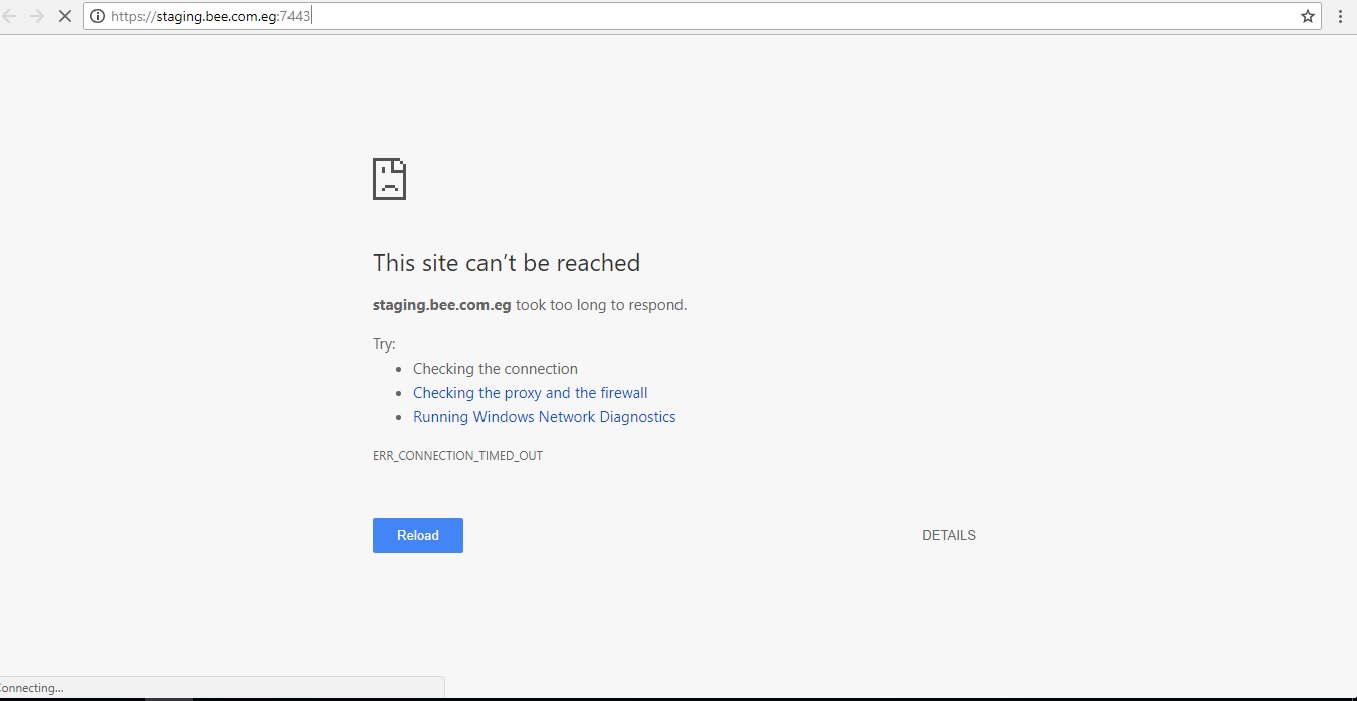 https://staging.bee.com.eg:7443
This site can't be reached
staging.bee.com.eg took too long to respond.
Try:
Checking the connection
Checking the proxy and the firewall
Running Windows Network Diagnostics
ERR_CONNECTION_TIMED_OUT
Reload DETAILS
onnecting...